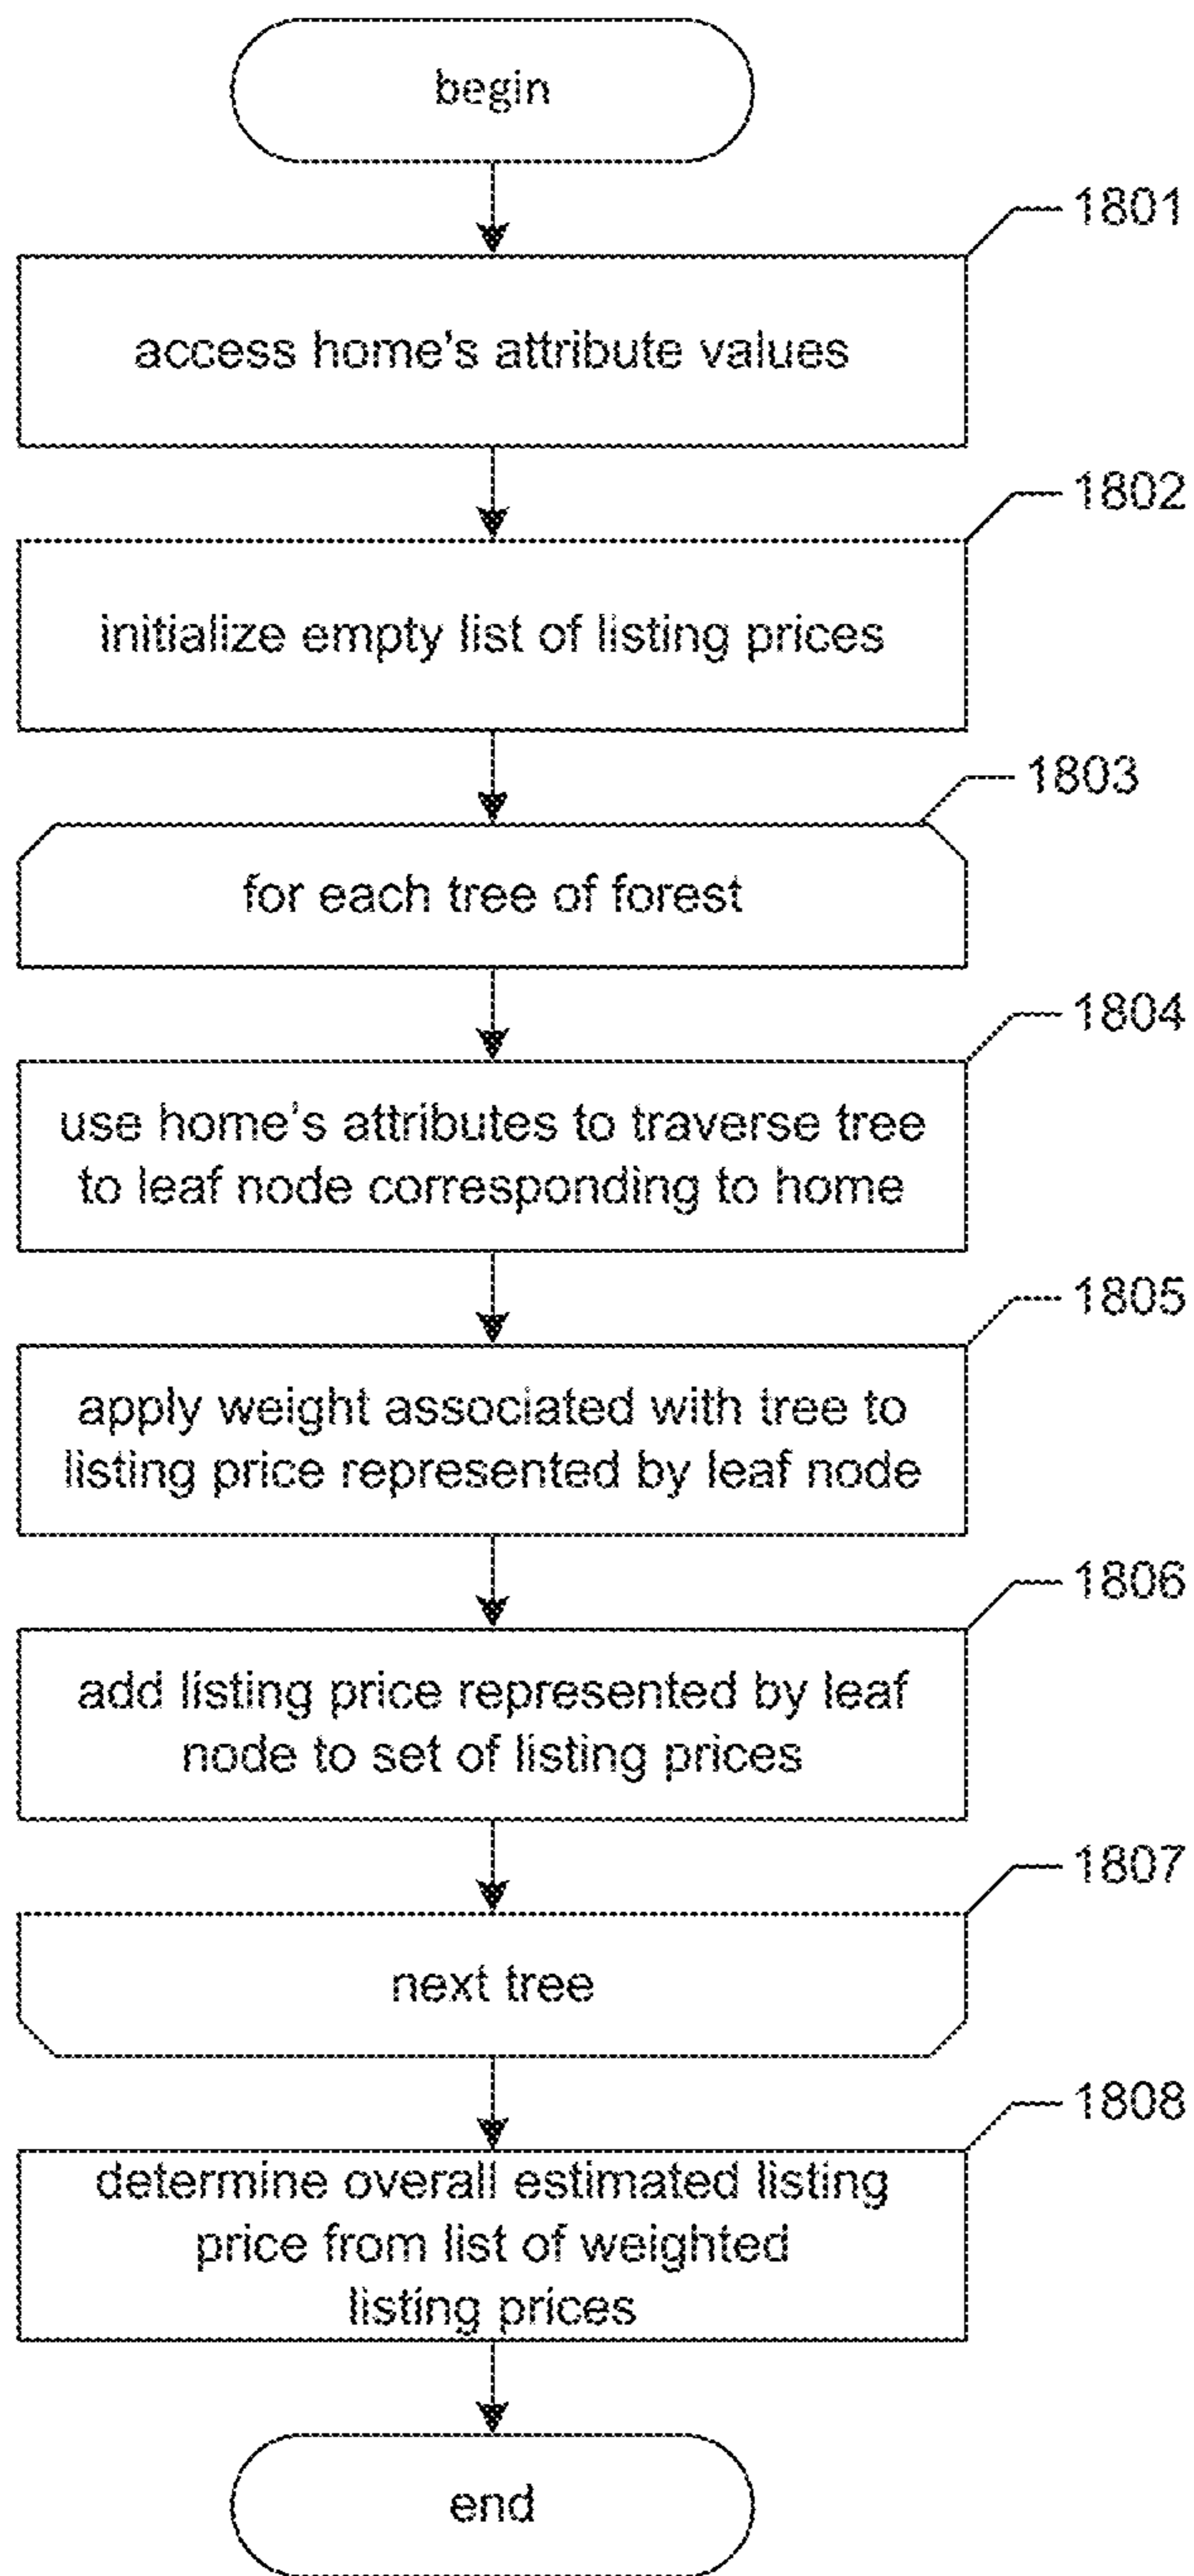 begin
1801
access home's attribute values
1802
initialize empty list of listing prices
1803
for each tree of forest
1804
use home's attributes to traverse tree
to leaf node corresponding to home
1805
apply weight associated with tree to
listing price represented by leaf node
1806
add listing price represented by leaf
node to set of listing prices
1807
next tree
1808
determine overall estimated listing
price from list of weighted
listing prices
end